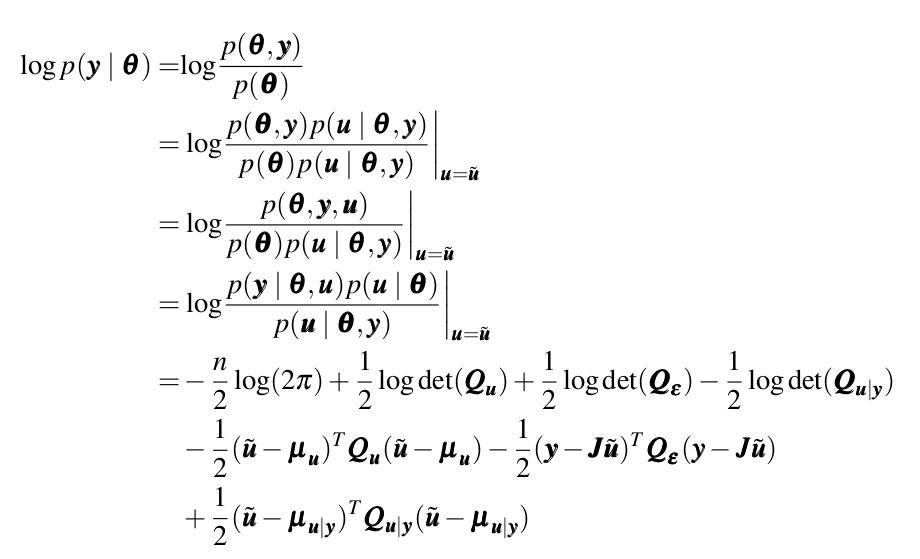 log p(y | θ) = log p(θ, y) / p(θ)
= log p(θ, y)p(u | θ, y) / p(θ)p(u | θ, y) |_{u=ũ}
= log p(θ, y, u) / p(θ)p(u | θ, y) |_{u=ũ}
= log p(y | θ, u)p(u | θ) / p(u | θ, y) |_{u=ũ}
= − n/2 log(2π) + 1/2 log det(Q_u) + 1/2 log det(Q_ε) − 1/2 log det(Q_{u|y})
− 1/2 (ũ − μ_u)^T Q_u(ũ − μ_u) − 1/2 (y − Jũ)^T Q_ε(y − Jũ)
+ 1/2 (ũ − μ_{u|y})^T Q_{u|y}(ũ − μ_{u|y})